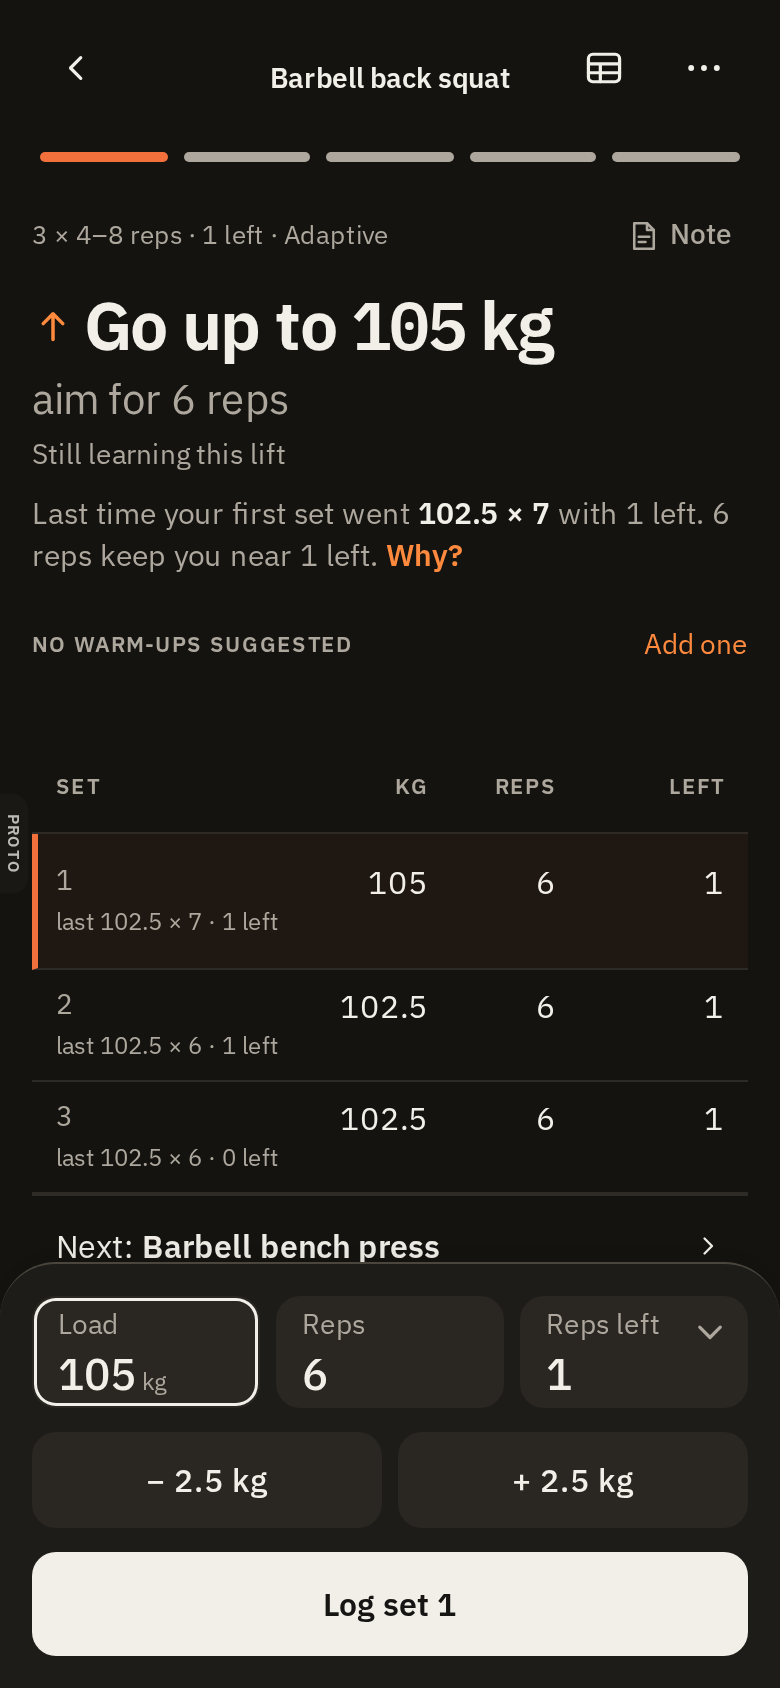 Barbell back squat
3 × 4–8 reps · 1 left · Adaptive
Note
↑ Go up to 105 kg
aim for 6 reps
Still learning this lift
Last time your first set went 102.5 × 7 with 1 left. 6
reps keep you near 1 left. Why?
NO WARM-UPS SUGGESTED
Add one
SET KG REPS LEFT
PROTO
1 105 6 1
last 102.5 × 7 · 1 left
2 102.5 6 1
last 102.5 × 6 · 1 left
3 102.5 6 1
last 102.5 × 6 · 0 left
Next: Barbell bench press
Load Reps Reps left
105 kg 6 1
− 2.5 kg + 2.5 kg
Log set 1